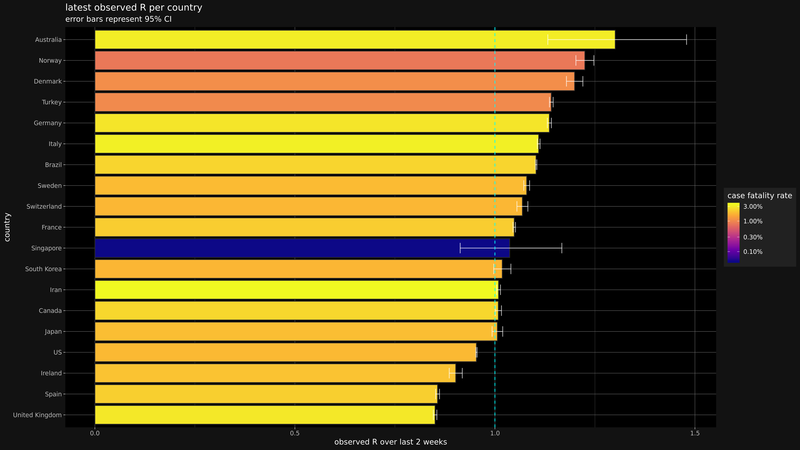 latest observed R per country
error bars represent 95% CI
country
Australia
Norway
Denmark
Turkey
Germany
Italy
Brazil
Sweden
Switzerland
France
Singapore
South Korea
Iran
Canada
Japan
US
Ireland
Spain
United Kingdom
0.0
0.5
1.0
1.5
observed R over last 2 weeks
case fatality rate
3.00%
1.00%
0.30%
0.10%